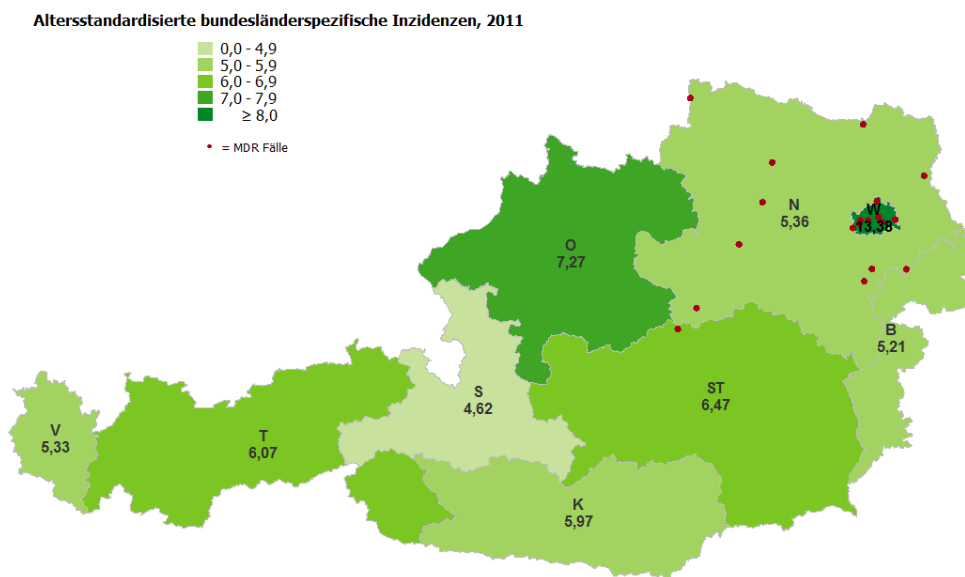 Altersstandardisierte bundesländerspezifische Inzidenzen, 2011
0,0 - 4,9
5,0 - 5,9
6,0 - 6,9
7,0 - 7,9
≥ 8,0
= MDR Fälle
N
5,36
W
13,38
O
7,27
B
5,21
S
4,62
ST
6,47
V
5,33
T
6,07
K
5,97